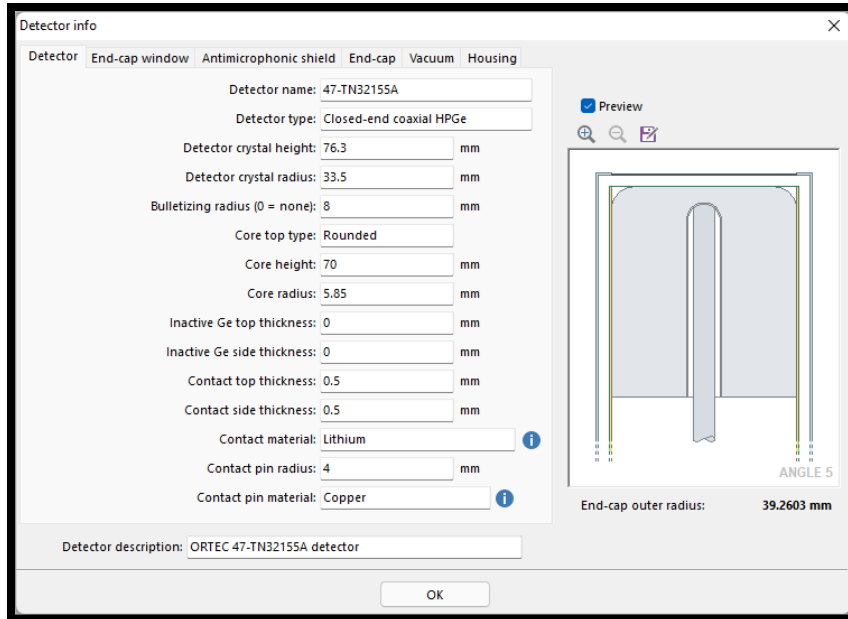 Detector info
Detector End-cap window Antimicrophonic shield End-cap Vacuum Housing
Detector name: 47-TN32155A
Detector type: Closed-end coaxial HPGe
Detector crystal height: 76.3 mm
Detector crystal radius: 33.5 mm
Bulletizing radius (0 = none): 8 mm
Core top type: Rounded
Core height: 70 mm
Core radius: 5.85 mm
Inactive Ge top thickness: 0 mm
Inactive Ge side thickness: 0 mm
Contact top thickness: 0.5 mm
Contact side thickness: 0.5 mm
Contact material: Lithium
Contact pin radius: 4 mm
Contact pin material: Copper
Preview
ANGLE 5
End-cap outer radius: 39.2603 mm
Detector description: ORTEC 47-TN32155A detector
OK